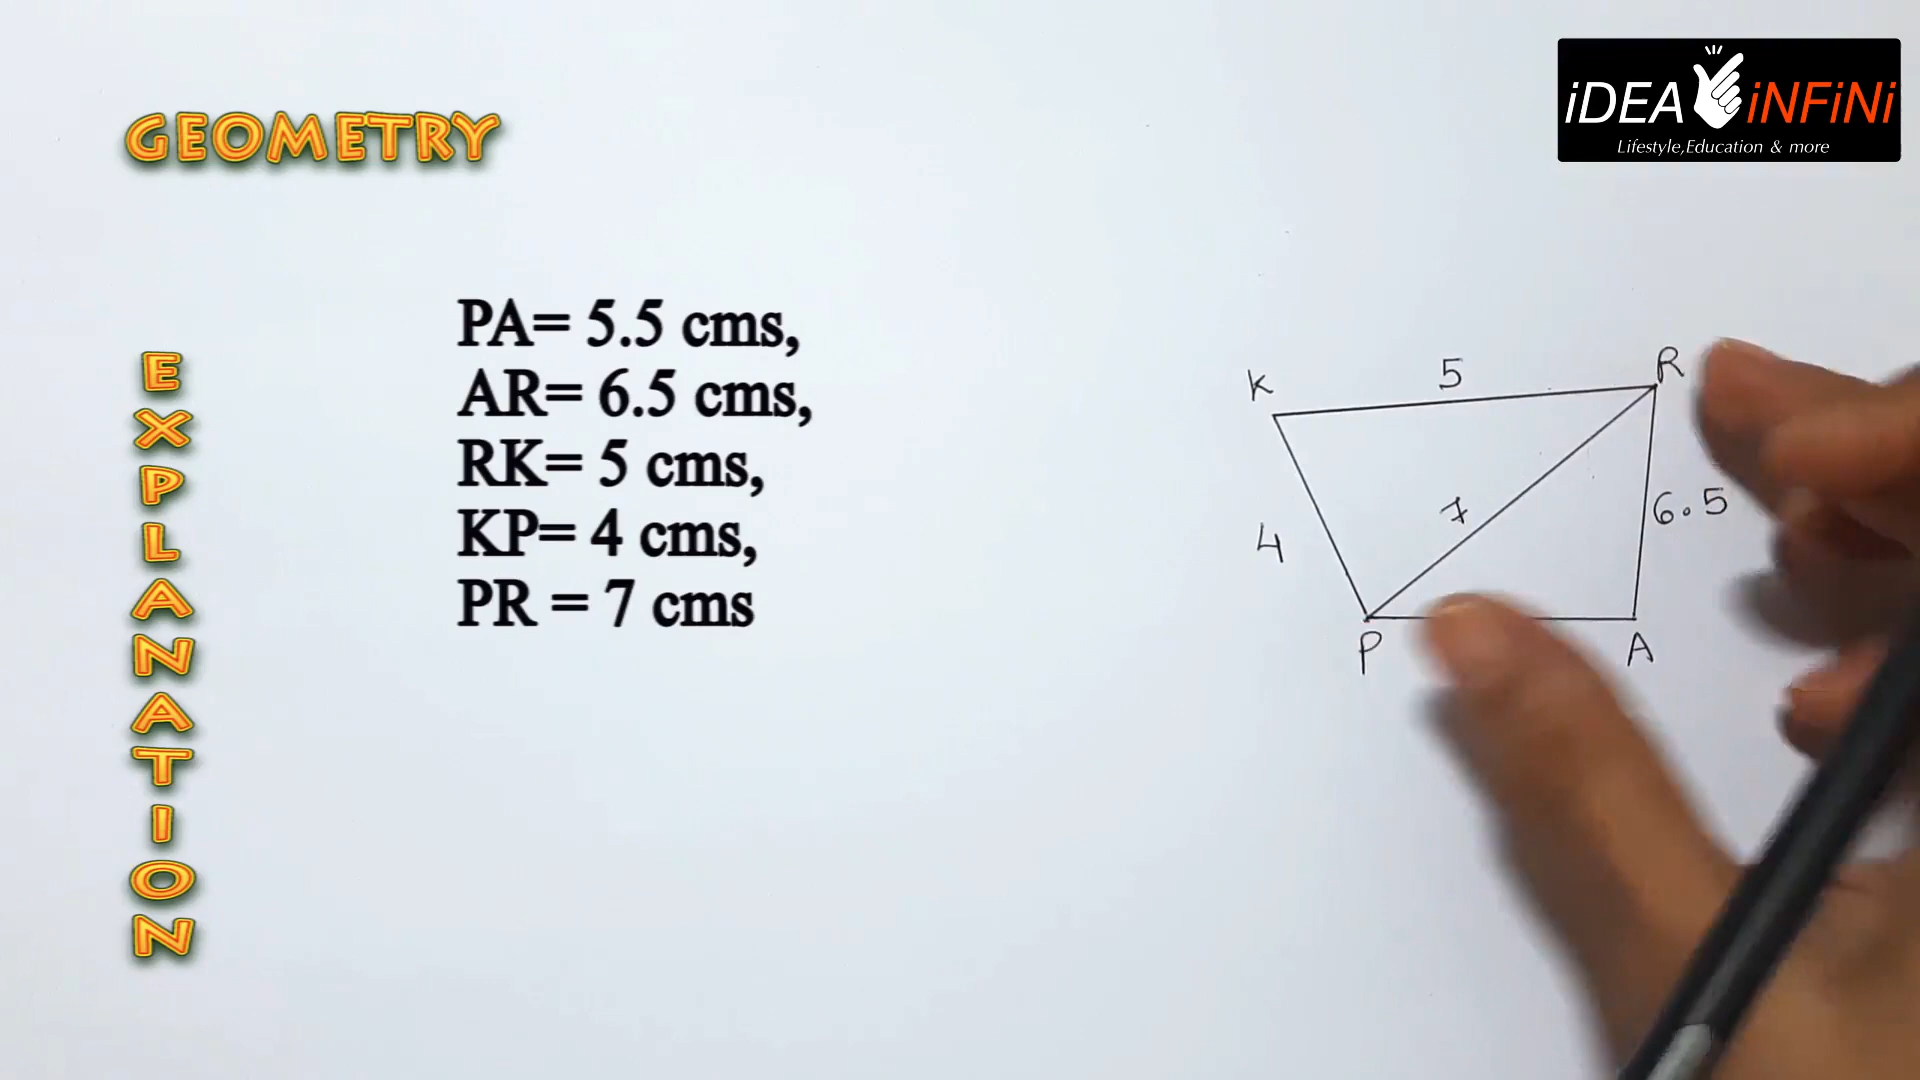 GEOMETRY
iDEA iNFiNi
Lifestyle,Education & more
EXPLANATION
PA= 5.5 cms,
AR= 6.5 cms,
RK= 5 cms,
KP= 4 cms,
PR = 7 cms
K
5
R
4
7
6.5
P
A